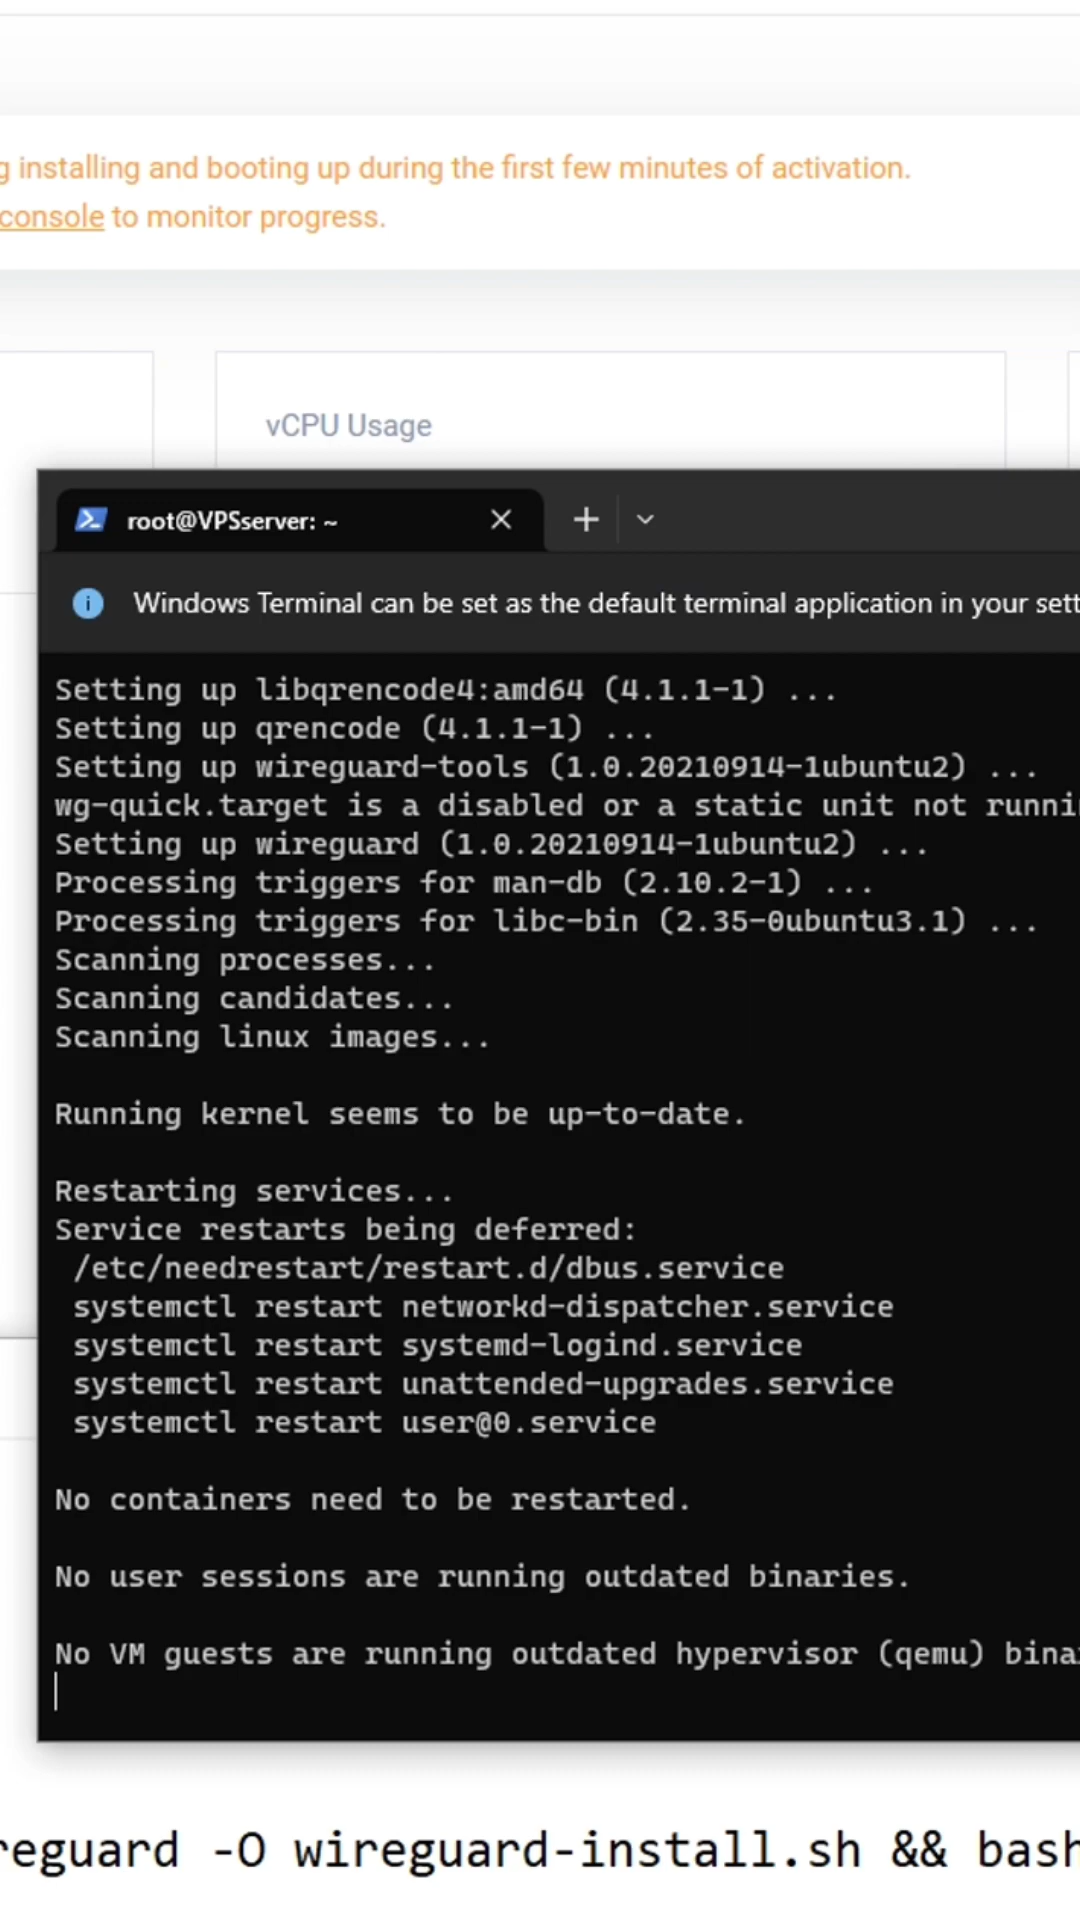 installing and booting up during the first few minutes of activation.
console to monitor progress.
vCPU Usage
root@VPSserver: ~
Windows Terminal can be set as the default terminal application in your
Setting up libqrencode4:amd64 (4.1.1-1) ...
Setting up qrencode (4.1.1-1) ...
Setting up wireguard-tools (1.0.20210914-1ubuntu2) ...
wg-quick.target is a disabled or a static unit not
Setting up wireguard (1.0.20210914-1ubuntu2) ...
Processing triggers for man-db (2.10.2-1) ...
Processing triggers for libc-bin (2.35-0ubuntu3.1) ...
Scanning processes...
Scanning candidates...
Scanning linux images...
Running kernel seems to be up-to-date.
Restarting services...
Service restarts being deferred:
/etc/needrestart/restart.d/dbus.service
systemctl restart networkd-dispatcher.service
systemctl restart systemd-logind.service
systemctl restart unattended-upgrades.service
systemctl restart user@0.service
No containers need to be restarted.
No user sessions are running outdated binaries.
No VM guests are running outdated hypervisor (qemu)
reguard -O wireguard-install.sh && bash